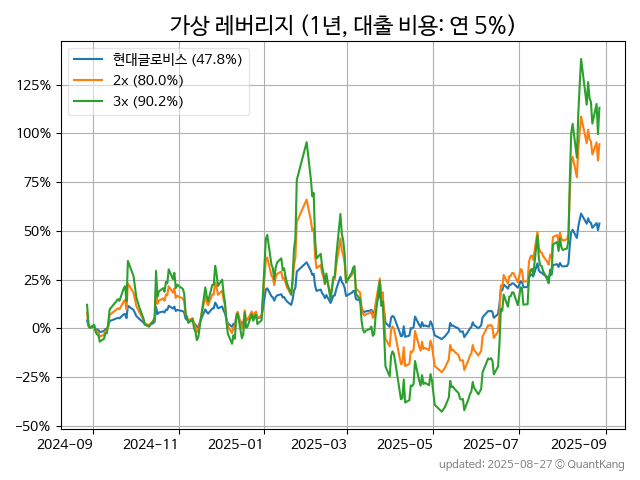 가상 레버리지 (1년, 대출 비용: 연 5%)
현대글로비스 (47.8%)
2x (80.0%)
3x (90.2%)
125%
100%
75%
50%
25%
0%
−25%
−50%
2024-09 2024-11 2025-01 2025-03 2025-05 2025-07 2025-09
updated: 2025-08-27 © QuantKang